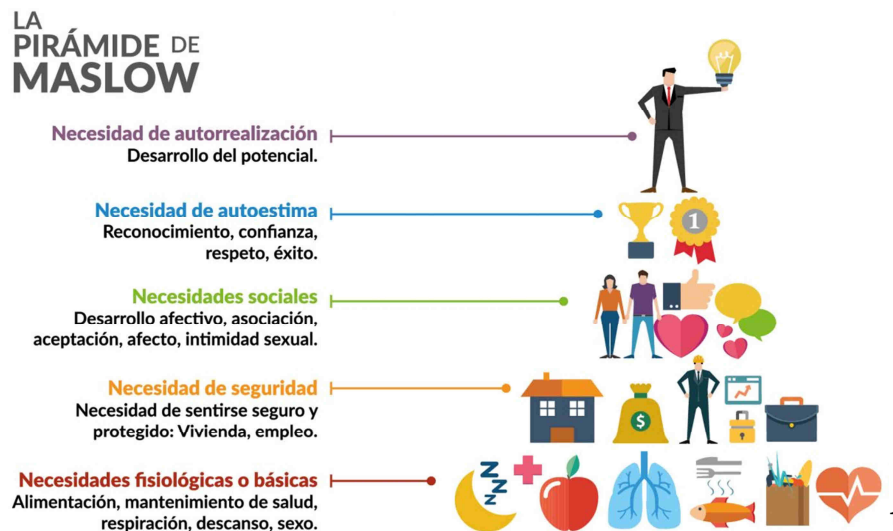 LA
PIRÁMIDE DE
MASLOW
Necesidad de autorrealización
Desarrollo del potencial.
Necesidad de autoestima
Reconocimiento, confianza,
respeto, éxito.
1
Necesidades sociales
Desarrollo afectivo, asociación,
aceptación, afecto, intimidad sexual.
Necesidad de seguridad
Necesidad de sentirse seguro y
protegido: Vivienda, empleo.
$
Necesidades fisiológicas o básicas
Alimentación, mantenimiento de salud,
respiración, descanso, sexo.
Z
Z
Z